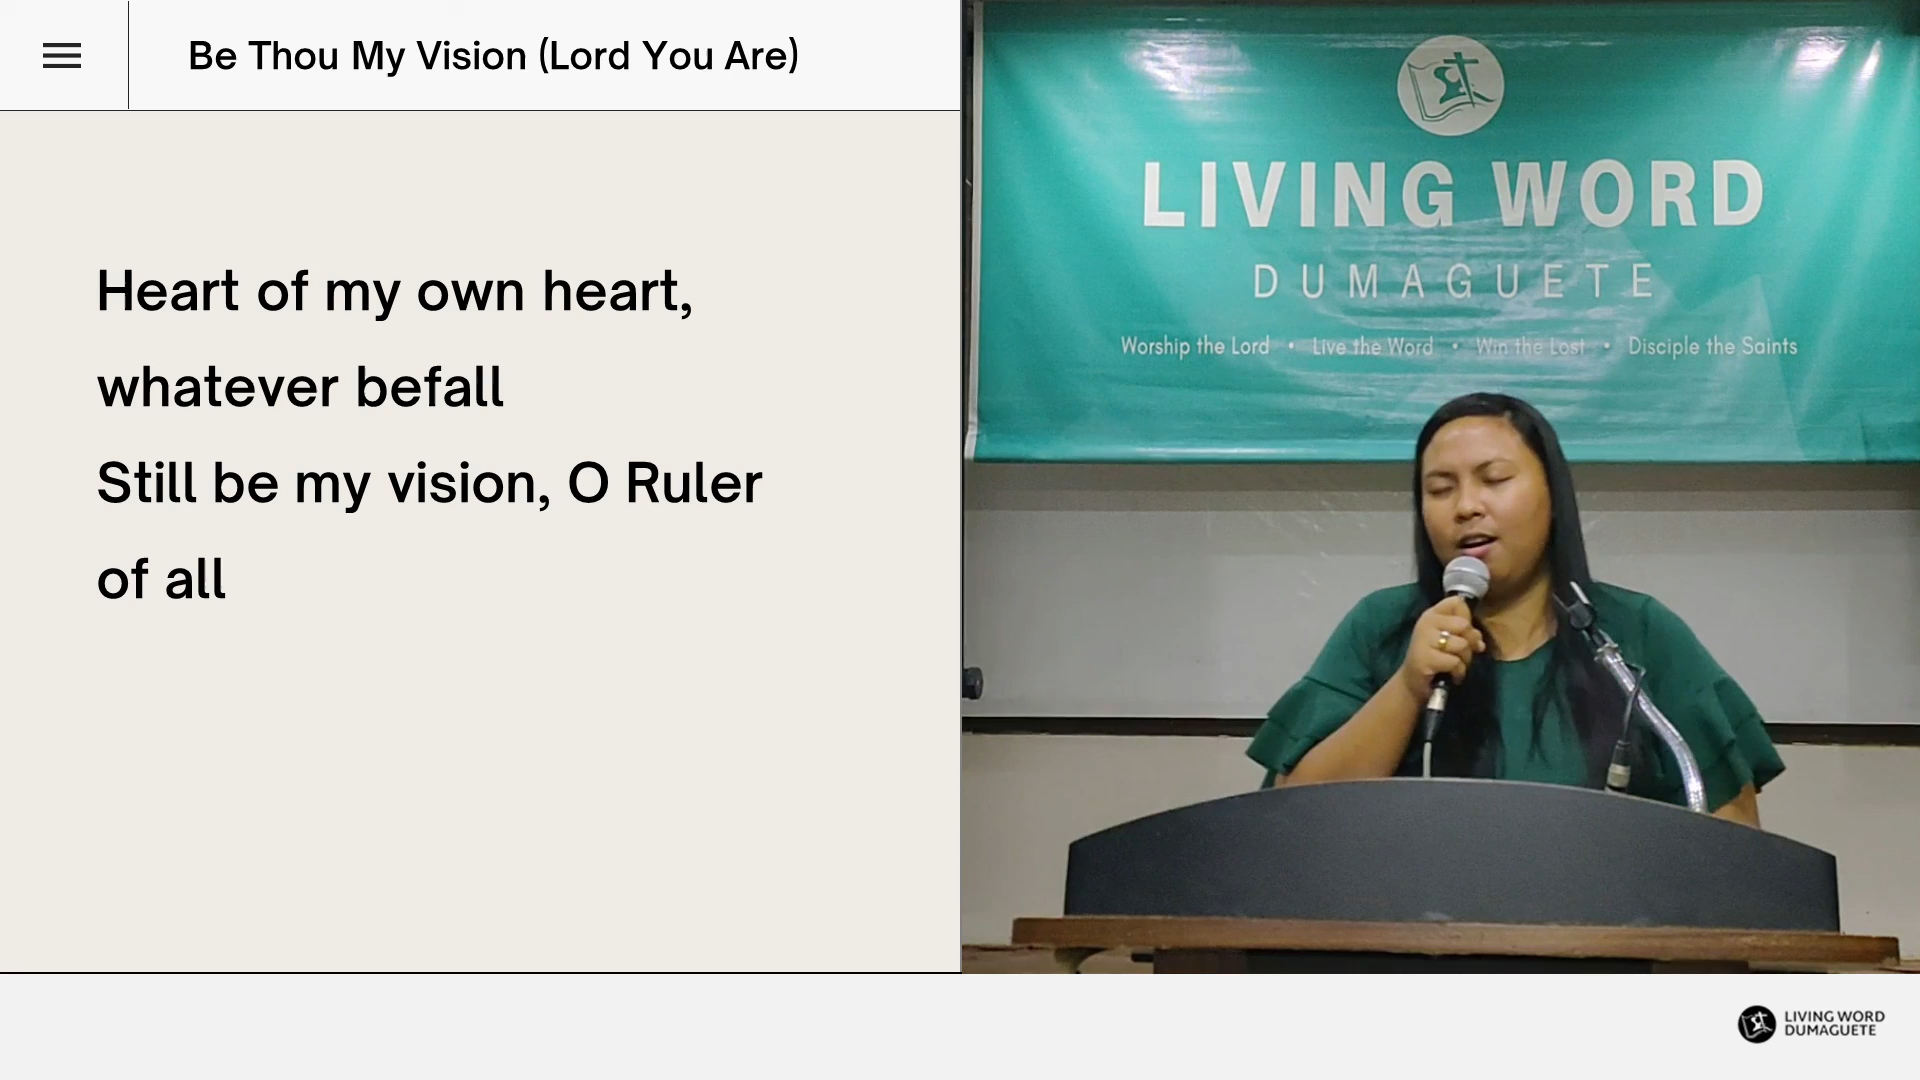 Be Thou My Vision (Lord You Are)
Heart of my own heart,
whatever befall
Still be my vision, O Ruler
of all
LIVING WORD
DUMAGUETE
Worship the Lord • Live the Word • Win the Lost • Disciple the Saints
LIVING WORD
DUMAGUETE